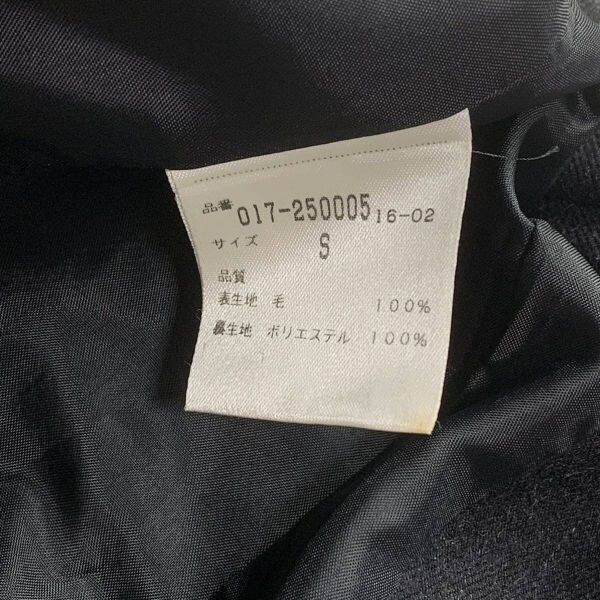 品番 017-250005 16-02
サイズ S
品質
表生地 毛 100%
裏生地 ポリエステル 100%